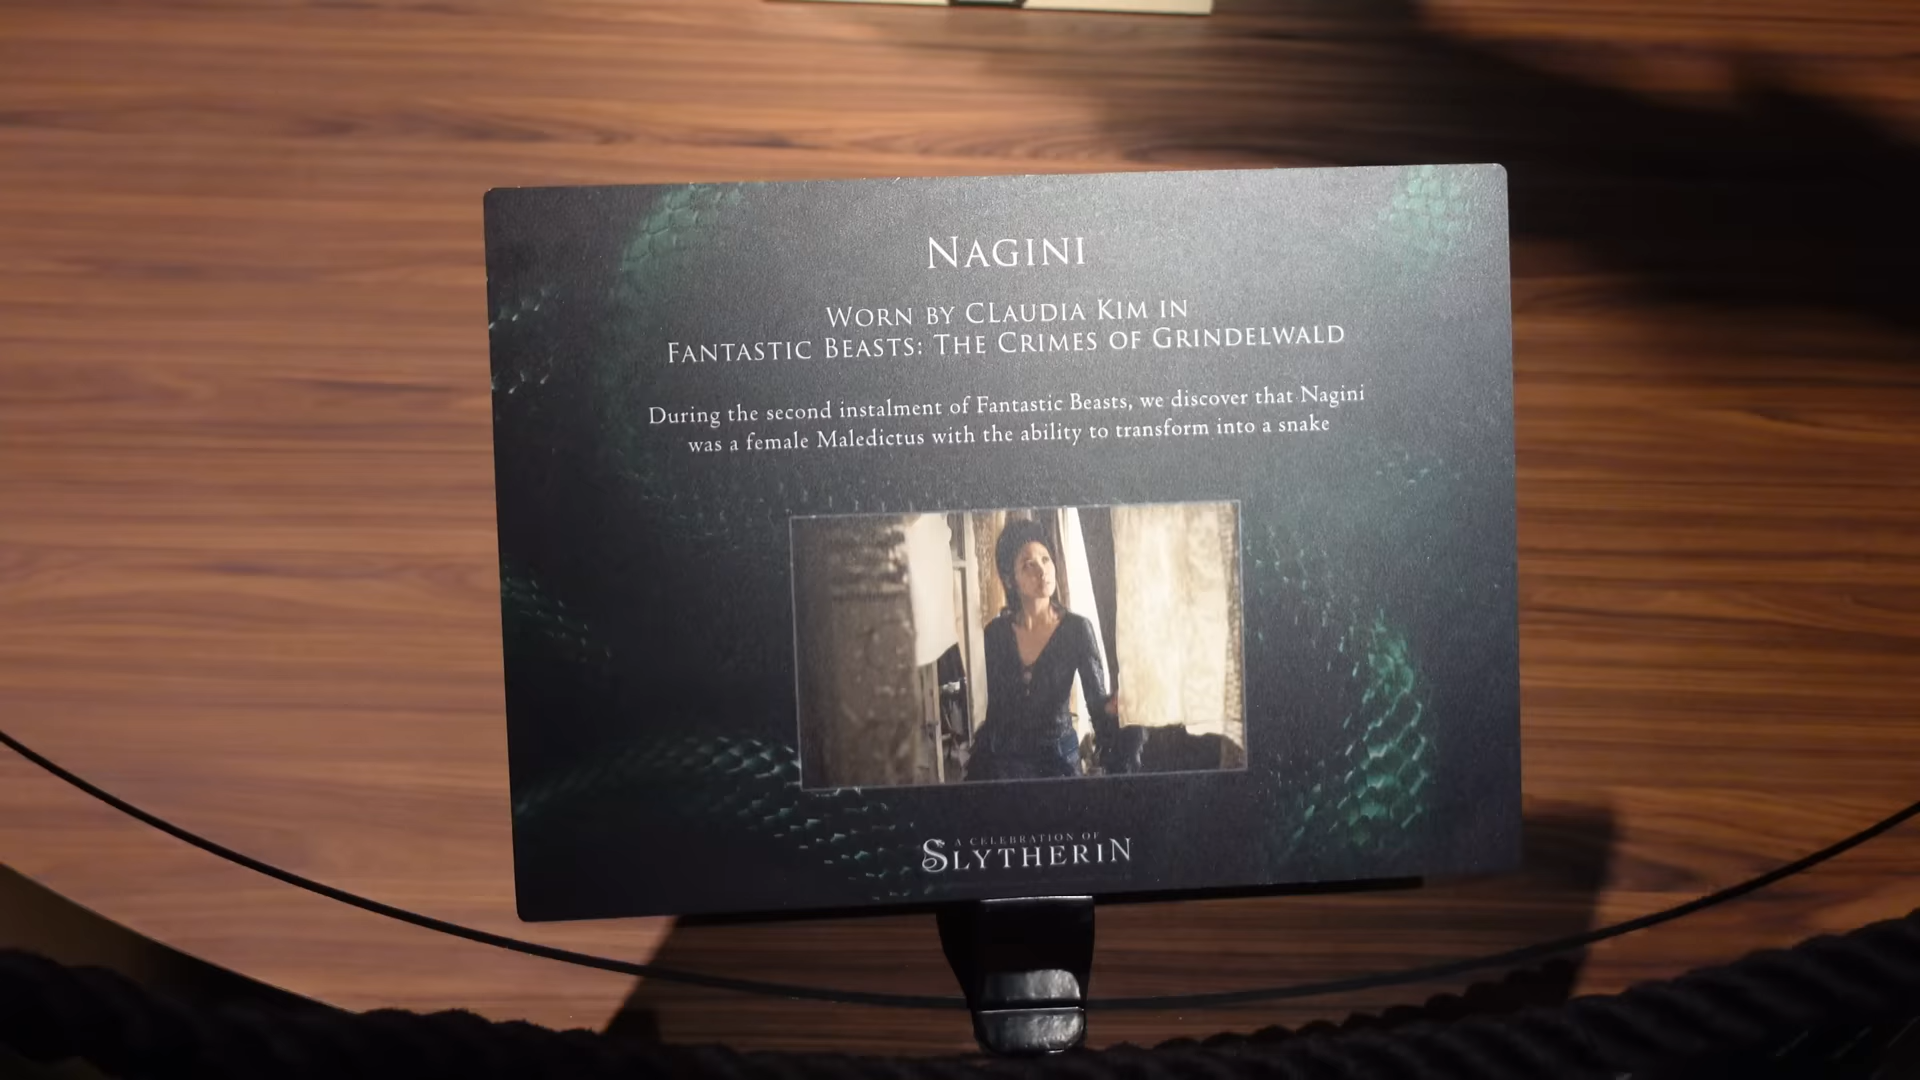 NAGINI
WORN BY CLAUDIA KIM IN
FANTASTIC BEASTS: THE CRIMES OF GRINDELWALD
During the second instalment of Fantastic Beasts, we discover that Nagini
was a female Maledictus with the ability to transform into a snake
A CELEBRATION OF
SLYTHERIN